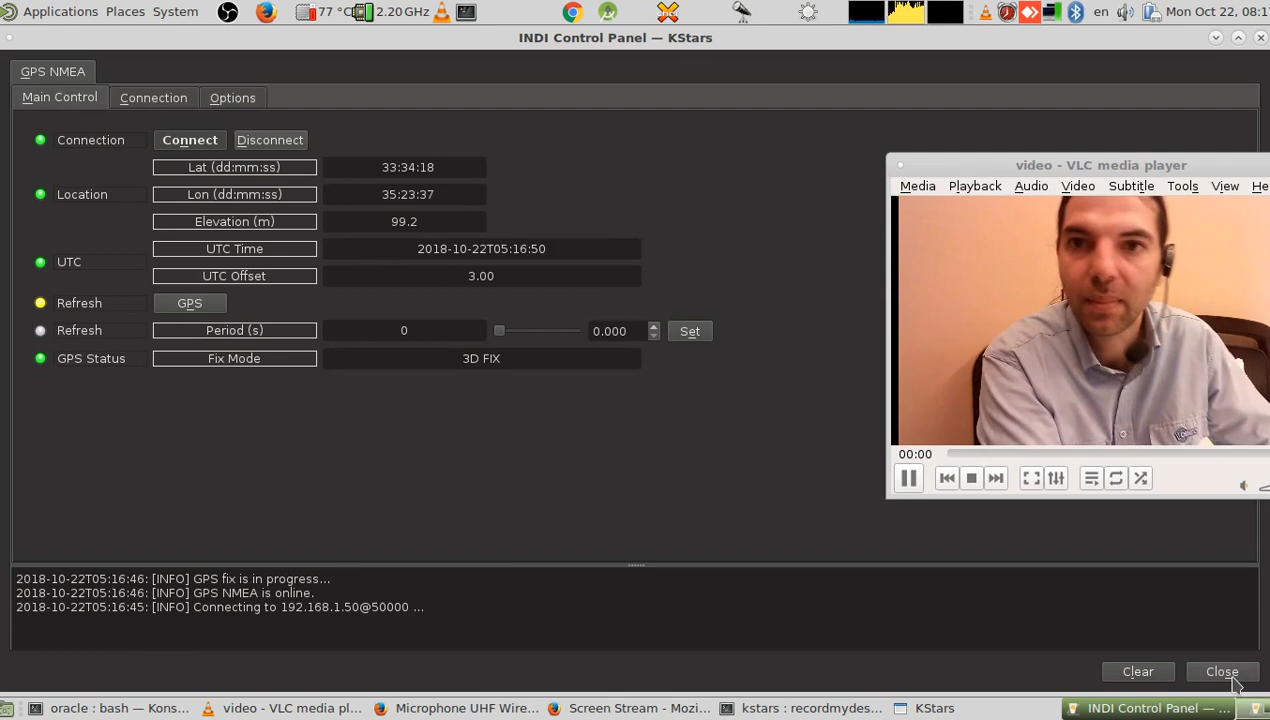 Applications Places System 77 °C 2.20 GHz en Mon Oct 22, 08:1
INDI Control Panel — KStars
GPS NMEA
Main Control Connection Options
Connection Connect Disconnect
Lat (dd:mm:ss) 33:34:18
Location Lon (dd:mm:ss) 35:23:37
Elevation (m) 99.2
UTC Time 2018-10-22T05:16:50
UTC
UTC Offset 3.00
Refresh GPS
Refresh Period (s) 0 0.000 Set
GPS Status Fix Mode 3D FIX
video - VLC media player
Media Playback Audio Video Subtitle Tools View He
00:00
2018-10-22T05:16:46: [INFO] GPS fix is in progress...
2018-10-22T05:16:46: [INFO] GPS NMEA is online.
2018-10-22T05:16:45: [INFO] Connecting to 192.168.1.50@50000 ...
Clear Close
oracle : bash — Kons... video - VLC media pl... Microphone UHF Wire... Screen Stream - Mozi... kstars : recordmydes... KStars INDI Control Panel — ...